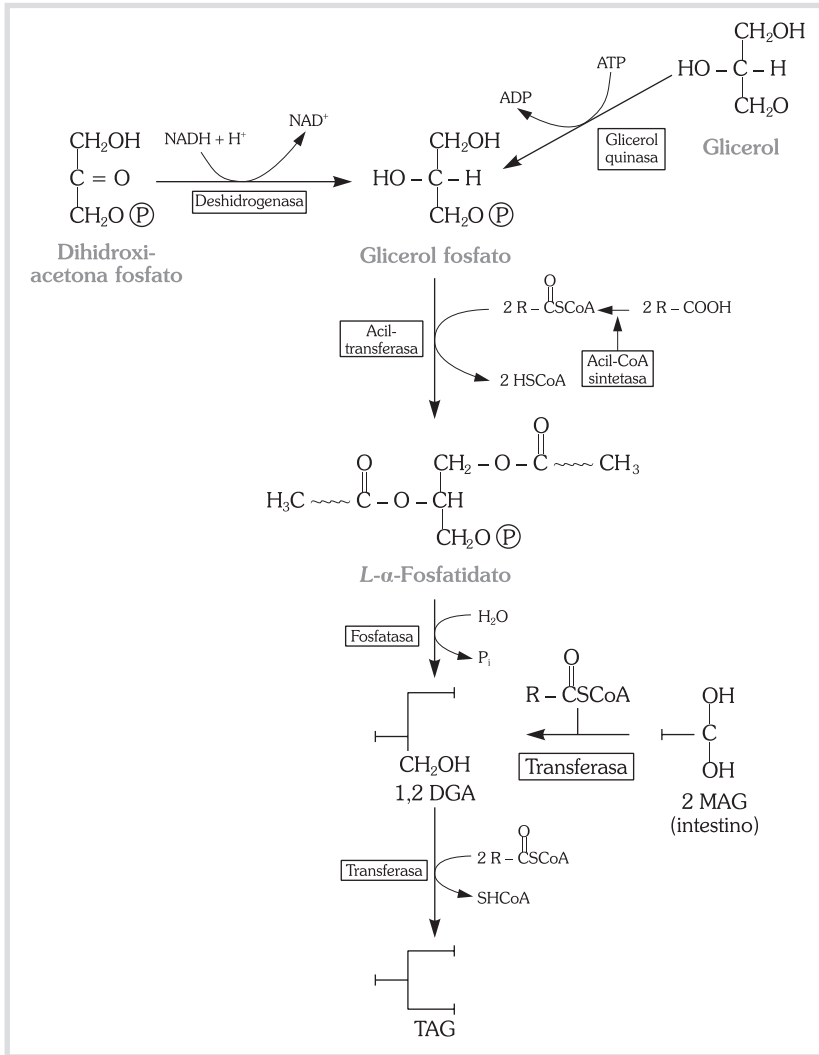 CH₂OH
HO – C – H
CH₂O
Glicerol
ATP
ADP
Glicerol
quinasa
CH₂OH
C = O
CH₂O P
Dihidroxi-
acetona fosfato
NADH + H⁺
NAD⁺
Deshidrogenasa
CH₂OH
HO – C – H
CH₂O P
Glicerol fosfato
Acil-
transferasa
O
2 R – CSCoA
2 R – COOH
2 HSCoA
Acil-CoA
sintetasa
O
CH₂ – O – C CH₃
O
H₃C C – O – CH
CH₂O P
L-α-Fosfatidato
Fosfatasa
H₂O
Pᵢ
O
R – CSCoA
Transferasa
OH
C
OH
2 MAG
(intestino)
CH₂OH
1,2 DGA
Transferasa
O
2 R – CSCoA
SHCoA
TAG